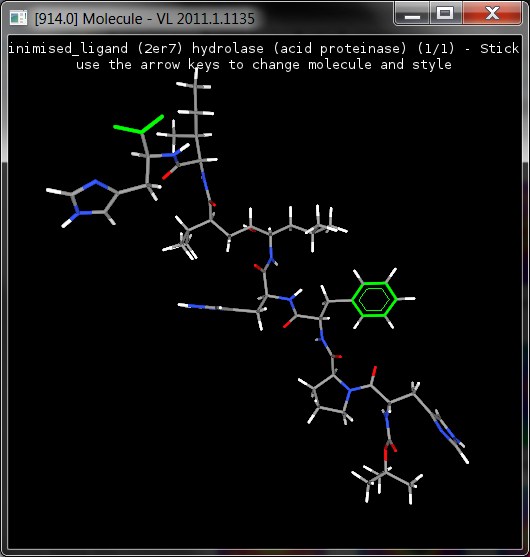 [914.0] Molecule - VL 2011.1.1135
inimised_ligand (2er7) hydrolase (acid proteinase) (1/1) - Stick
use the arrow keys to change molecule and style